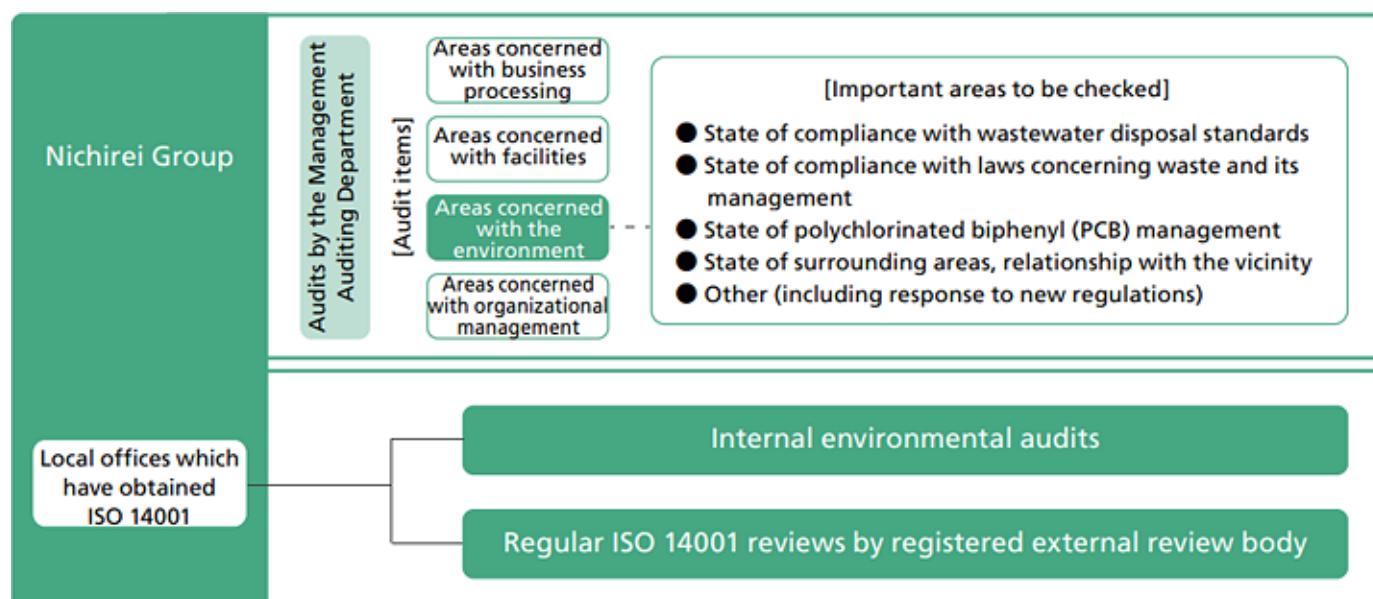 Nichirei Group
Audits by the Management
Auditing Department
[Audit items]
Areas concerned
with business
processing
Areas concerned
with facilities
Areas concerned
with the
environment
Areas concerned
with organizational
management
[Important areas to be checked]
● State of compliance with wastewater disposal standards
● State of compliance with laws concerning waste and its
management
● State of polychlorinated biphenyl (PCB) management
● State of surrounding areas, relationship with the vicinity
● Other (including response to new regulations)
Local offices which
have obtained
ISO 14001
Internal environmental audits
Regular ISO 14001 reviews by registered external review body